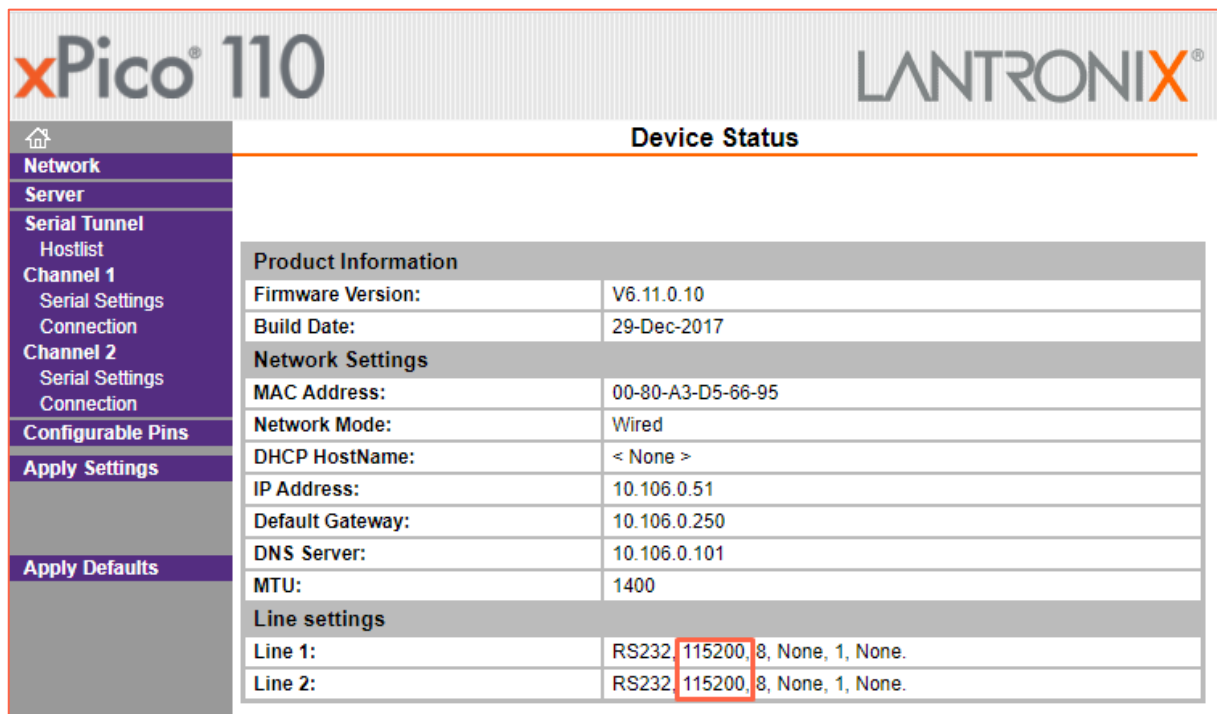 xPico® 110
LANTRONIX®
Device Status
Network
Server
Serial Tunnel
Hostlist
Channel 1
Serial Settings
Connection
Channel 2
Serial Settings
Connection
Configurable Pins
Apply Settings
Apply Defaults
Product Information
Firmware Version: V6.11.0.10
Build Date: 29-Dec-2017
Network Settings
MAC Address: 00-80-A3-D5-66-95
Network Mode: Wired
DHCP HostName: < None >
IP Address: 10.106.0.51
Default Gateway: 10.106.0.250
DNS Server: 10.106.0.101
MTU: 1400
Line settings
Line 1: RS232, 115200, 8, None, 1, None.
Line 2: RS232, 115200, 8, None, 1, None.